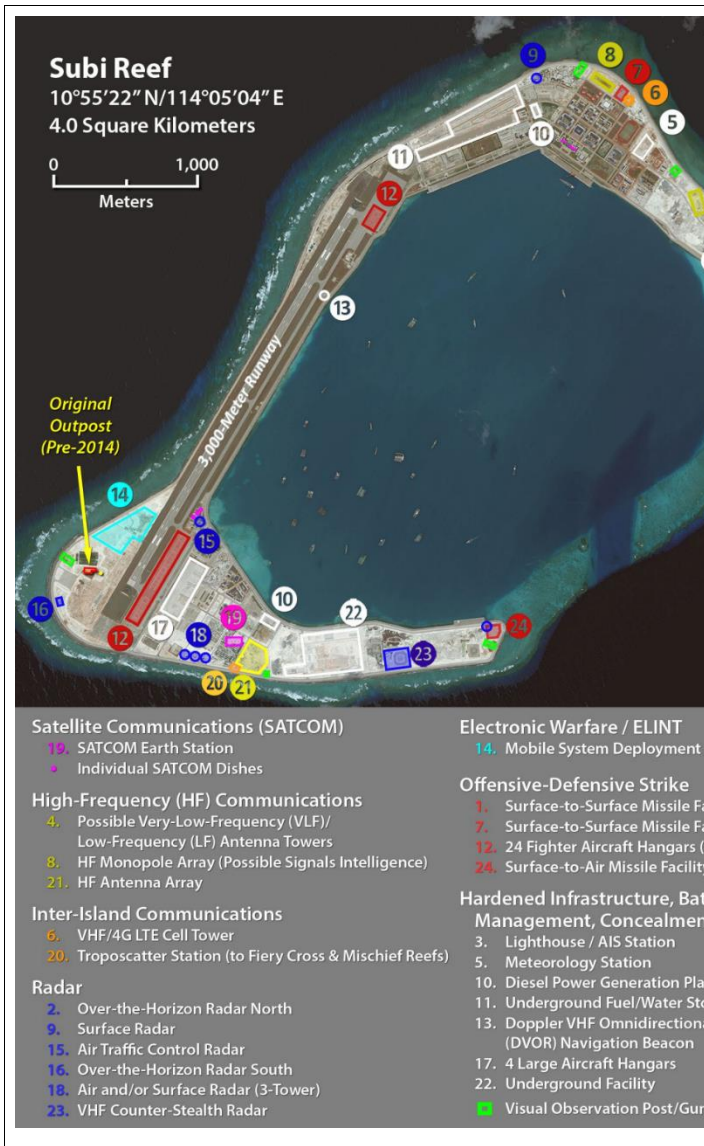 Subi Reef
10°55’22” N/114°05’04” E
4.0 Square Kilometers
0 1,000
Meters
9
8
7
6
5
10
11
12
13
3,000-Meter Runway
Original
Outpost
(Pre-2014)
14
15
16
10
12
17
18
19
22
24
23
20
21
Satellite Communications (SATCOM)
19. SATCOM Earth Station
Individual SATCOM Dishes
High-Frequency (HF) Communications
4. Possible Very-Low-Frequency (VLF)/
Low-Frequency (LF) Antenna Towers
8. HF Monopole Array (Possible Signals Intelligence)
21. HF Antenna Array
Inter-Island Communications
6. VHF/4G LTE Cell Tower
20. Troposcatter Station (to Fiery Cross & Mischief Reefs)
Radar
2. Over-the-Horizon Radar North
9. Surface Radar
15. Air Traffic Control Radar
16. Over-the-Horizon Radar South
18. Air and/or Surface Radar (3-Tower)
23. VHF Counter-Stealth Radar
Electronic Warfare / ELINT
14. Mobile System Deployment
Offensive-Defensive Strike
1. Surface-to-Surface Missile Fa
7. Surface-to-Surface Missile Fa
12. 24 Fighter Aircraft Hangars (
24. Surface-to-Air Missile Facility
Hardened Infrastructure, Bat
Management, Concealmen
3. Lighthouse / AIS Station
5. Meteorology Station
10. Diesel Power Generation Pla
11. Underground Fuel/Water Sto
13. Doppler VHF Omnidirectiona
(DVOR) Navigation Beacon
17. 4 Large Aircraft Hangars
22. Underground Facility
Visual Observation Post/Gun